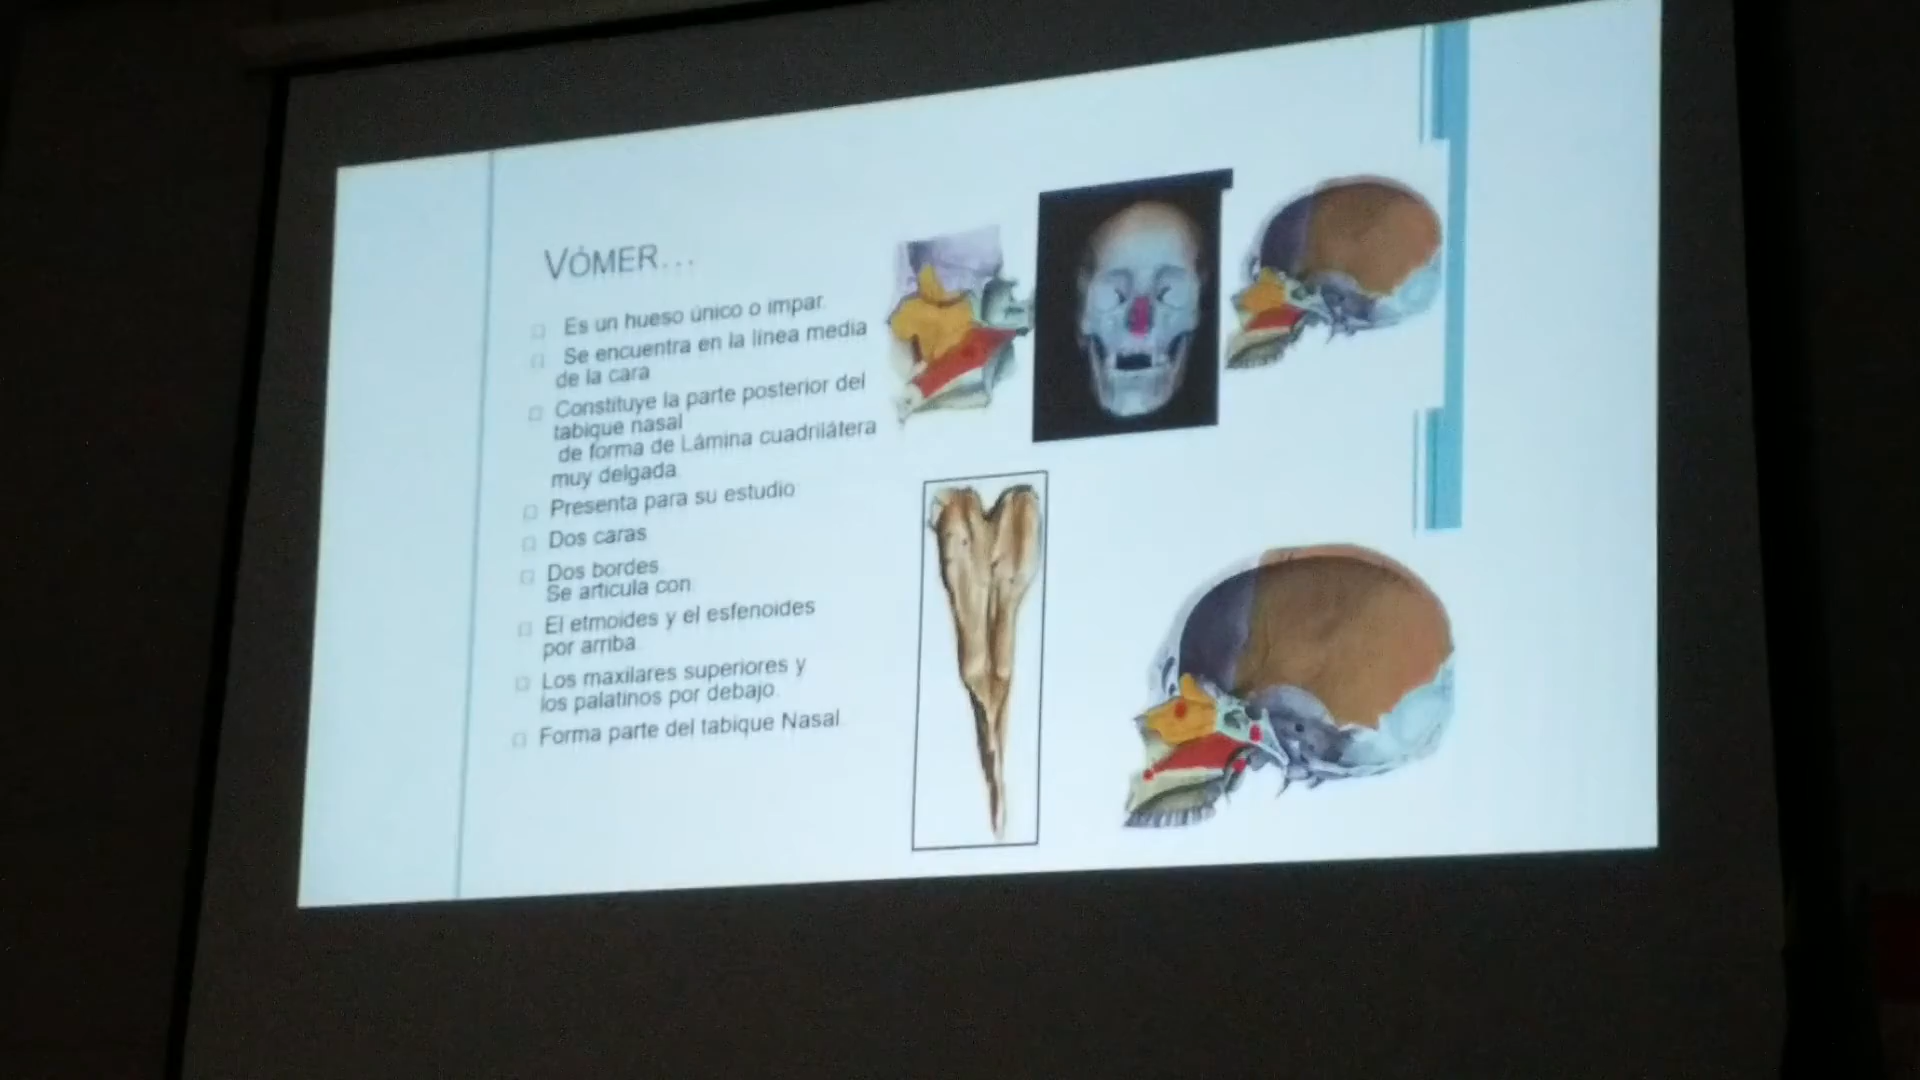 VÓMER...
Es un hueso único o impar.
Se encuentra en la línea media
de la cara
Constituye la parte posterior del
tabique nasal
de forma de Lámina cuadrilátera
muy delgada.
Presenta para su estudio
Dos caras
Dos bordes
Se articula con
El etmoides y el esfenoides
por arriba.
Los maxilares superiores y
los palatinos por debajo.
Forma parte del tabique Nasal